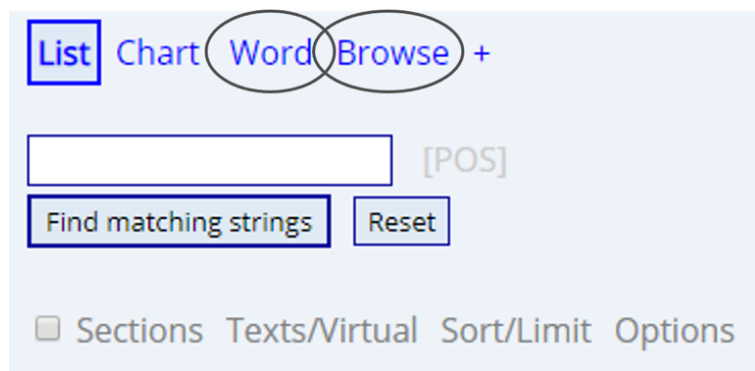 List Chart Word Browse +
[POS]
Find matching strings Reset
Sections Texts/Virtual Sort/Limit Options